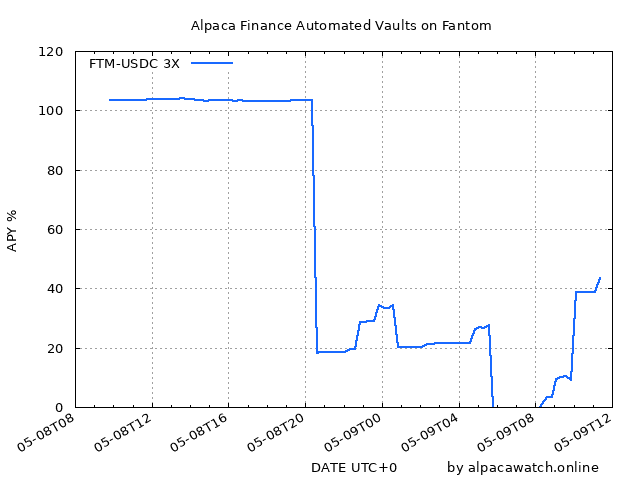 Alpaca Finance Automated Vaults on Fantom
FTM-USDC 3X
APY %
120
100
80
60
40
20
0
05-08T08
05-08T12
05-08T16
05-08T20
05-09T00
05-09T04
05-09T08
05-09T12
DATE UTC+0
by alpacawatch.online